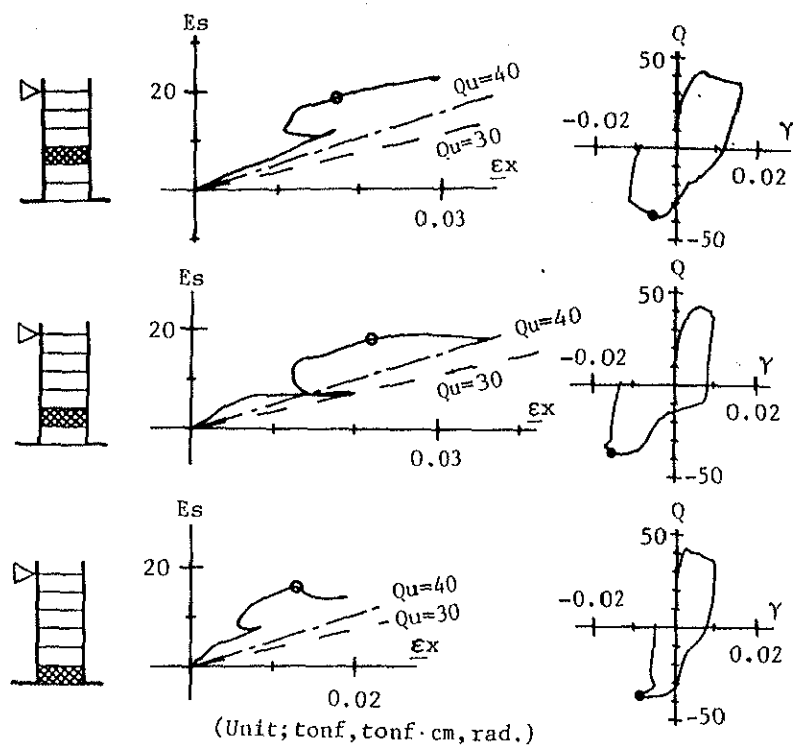 Es
20
Qu=40
Qu=30
εx
0.03
Q
50
-0.02
γ
0.02
-50
Es
20
Qu=40
Qu=30
εx
0.03
Q
50
-0.02
γ
0.02
-50
Es
20
Qu=40
Qu=30
εx
0.02
Q
50
-0.02
γ
0.02
-50
(Unit;tonf,tonf·cm,rad.)